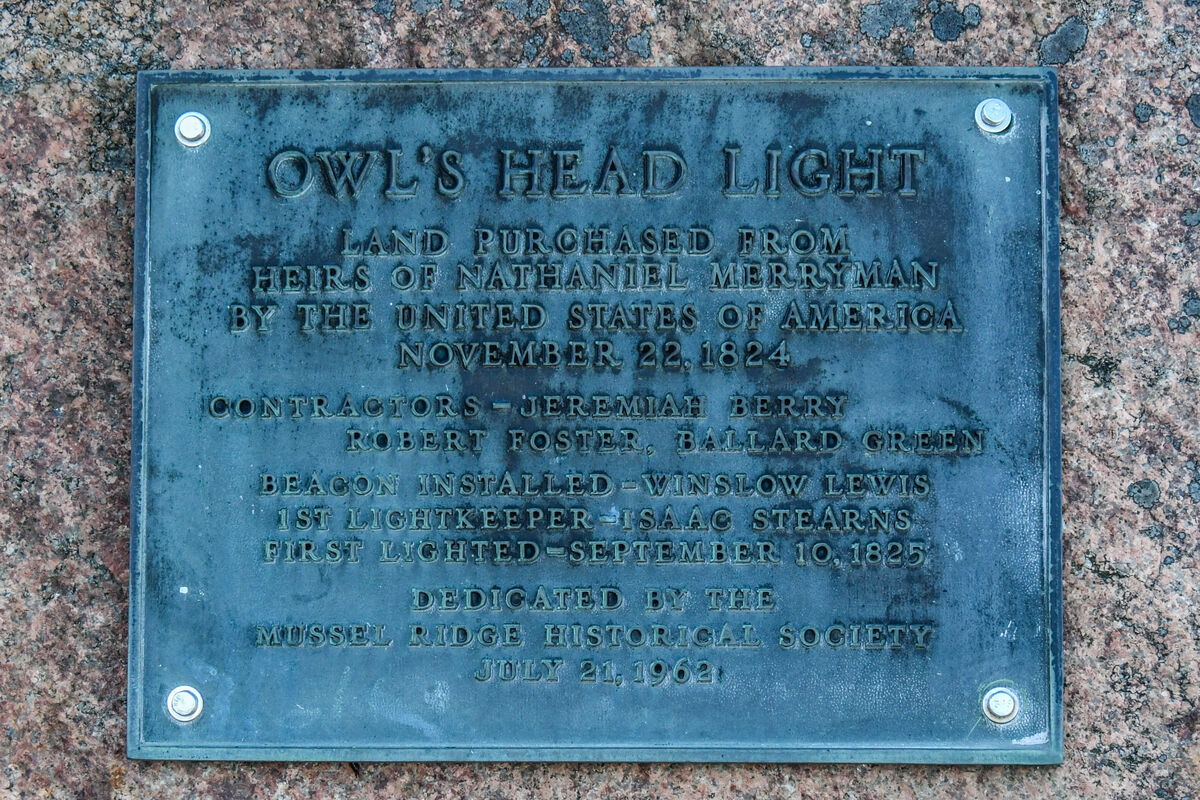 OWL'S HEAD LIGHT
LAND PURCHASED FROM
HEIRS OF NATHANIEL MERRYMAN
BY THE UNITED STATES OF AMERICA
NOVEMBER 22, 1824
CONTRACTORS - JEREMIAH BERRY
ROBERT FOSTER, BALLARD GREEN
BEACON INSTALLED - WINSLOW LEWIS
1ST LIGHTKEEPER - ISAAC STEARNS
FIRST LIGHTED - SEPTEMBER 10, 1825
DEDICATED BY THE
MUSSEL RIDGE HISTORICAL SOCIETY
JULY 21, 1962